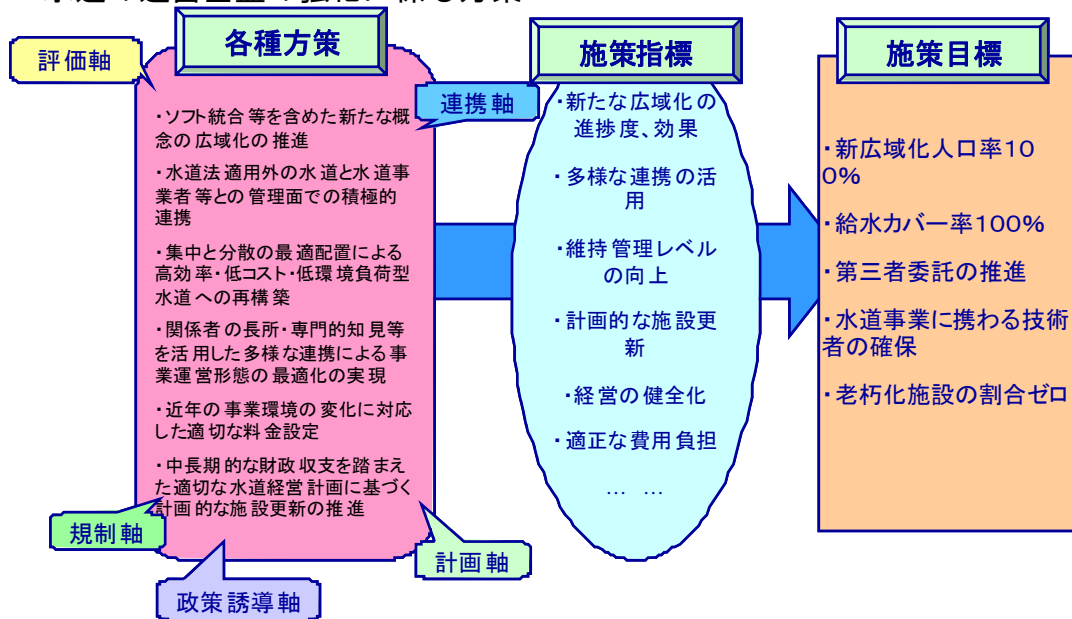 各種方策
評価軸
連携軸
・ソフト統合等を含めた新たな概
念の広域化の推進
・水道法適用外の水道と水道事
業者等との管理面での積極的
連携
・集中と分散の最適配置による
高効率・低コスト・低環境負荷型
水道への再構築
・関係者の長所・専門的知見等
を活用した多様な連携による事
業運営形態の最適化の実現
・近年の事業環境の変化に対応
した適切な料金設定
・中長期的な財政収支を踏まえ
た適切な水道経営計画に基づく
計画的な施設更新の推進
規制軸
政策誘導軸
計画軸
施策指標
・新たな広域化の
進捗度、効果
・多様な連携の活
用
・維持管理レベル
の向上
・計画的な施設更
新
・経営の健全化
・適正な費用負担
… …
施策目標
・新広域化人口率10
0%
・給水カバー率100%
・第三者委託の推進
・水道事業に携わる技術
者の確保
・老朽化施設の割合ゼロ